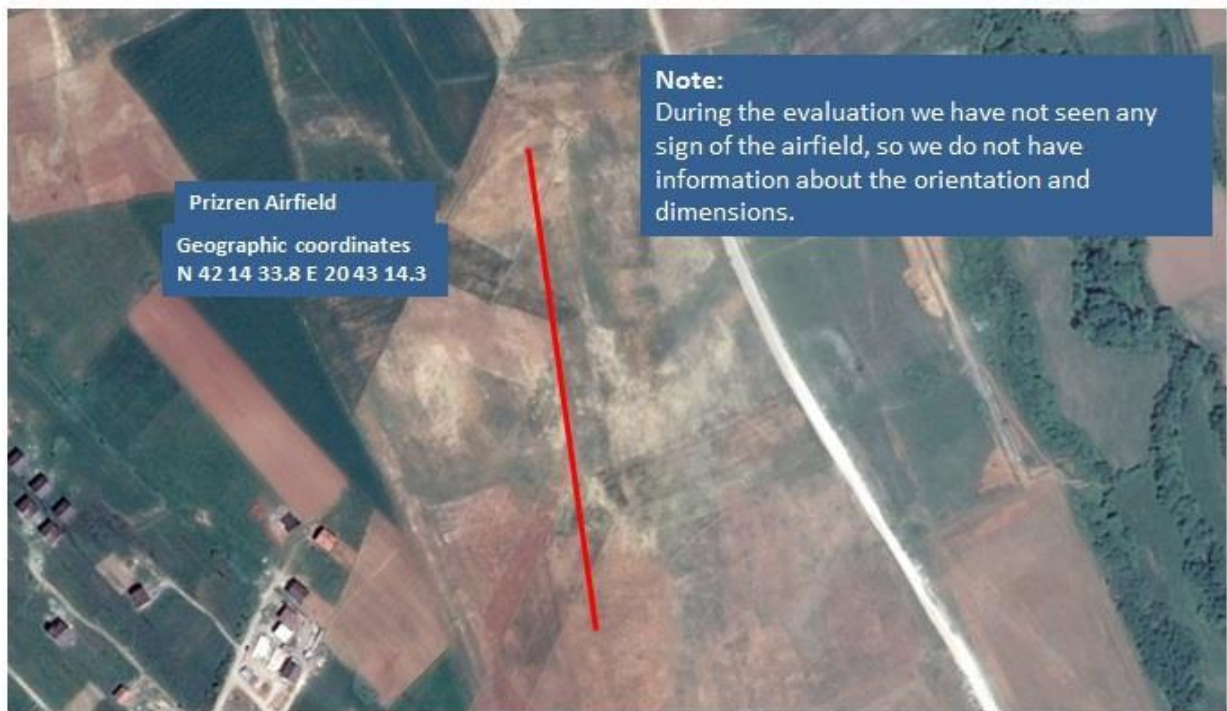 Note:
During the evaluation we have not seen any
sign of the airfield, so we do not have
information about the orientation and
dimensions.
Prizren Airfield
Geographic coordinates
N 42 14 33.8 E 20 43 14.3